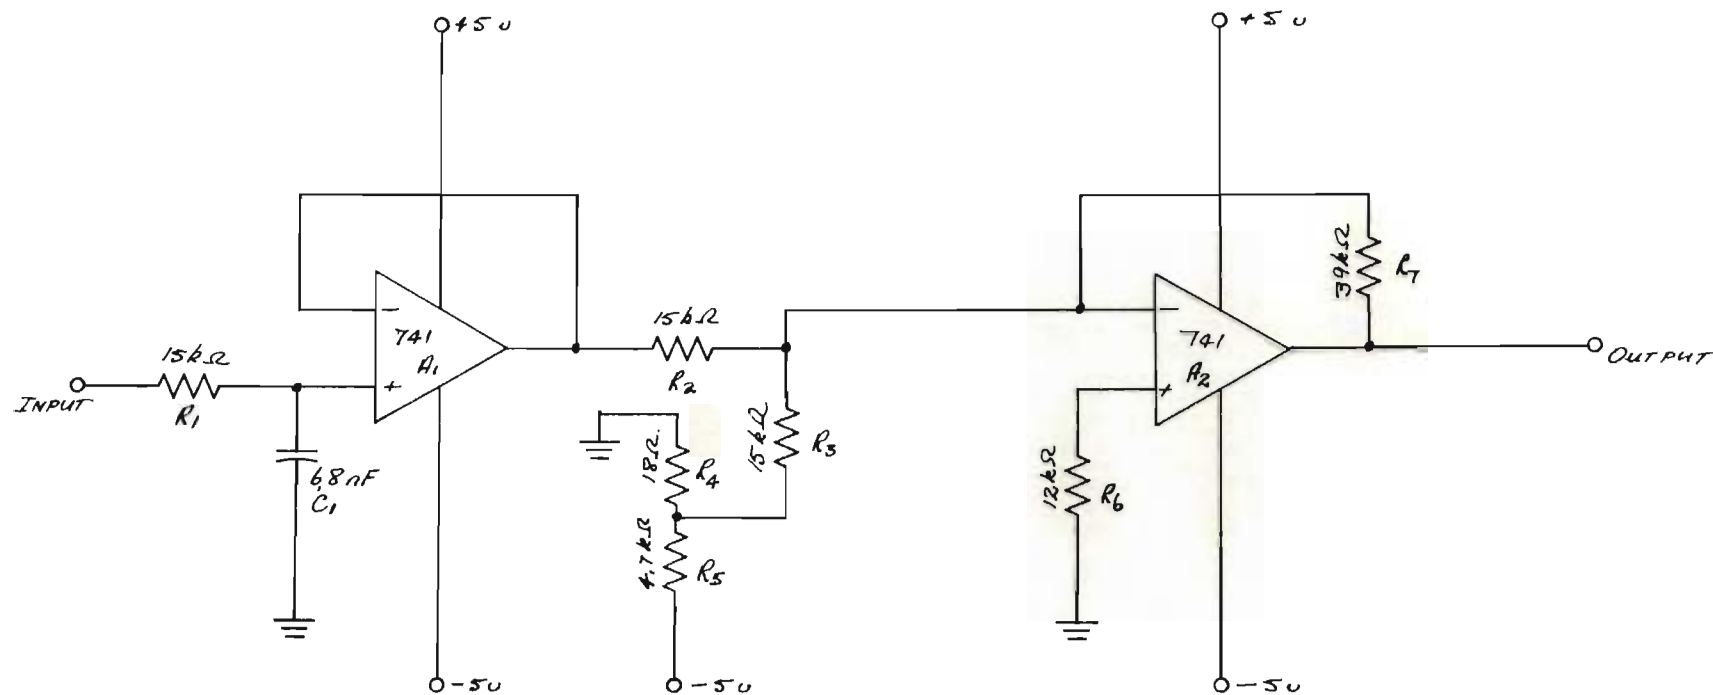 +5v
+5v
39kΩ
R7
-
741
A1
+
15kΩ
R2
-
741
A2
+
OUTPUT
15kΩ
R1
INPUT
18Ω.
R4
15kΩ
R3
6.8nF
C1
12kΩ
R6
4.7kΩ
R5
-5v
-5v
-5v